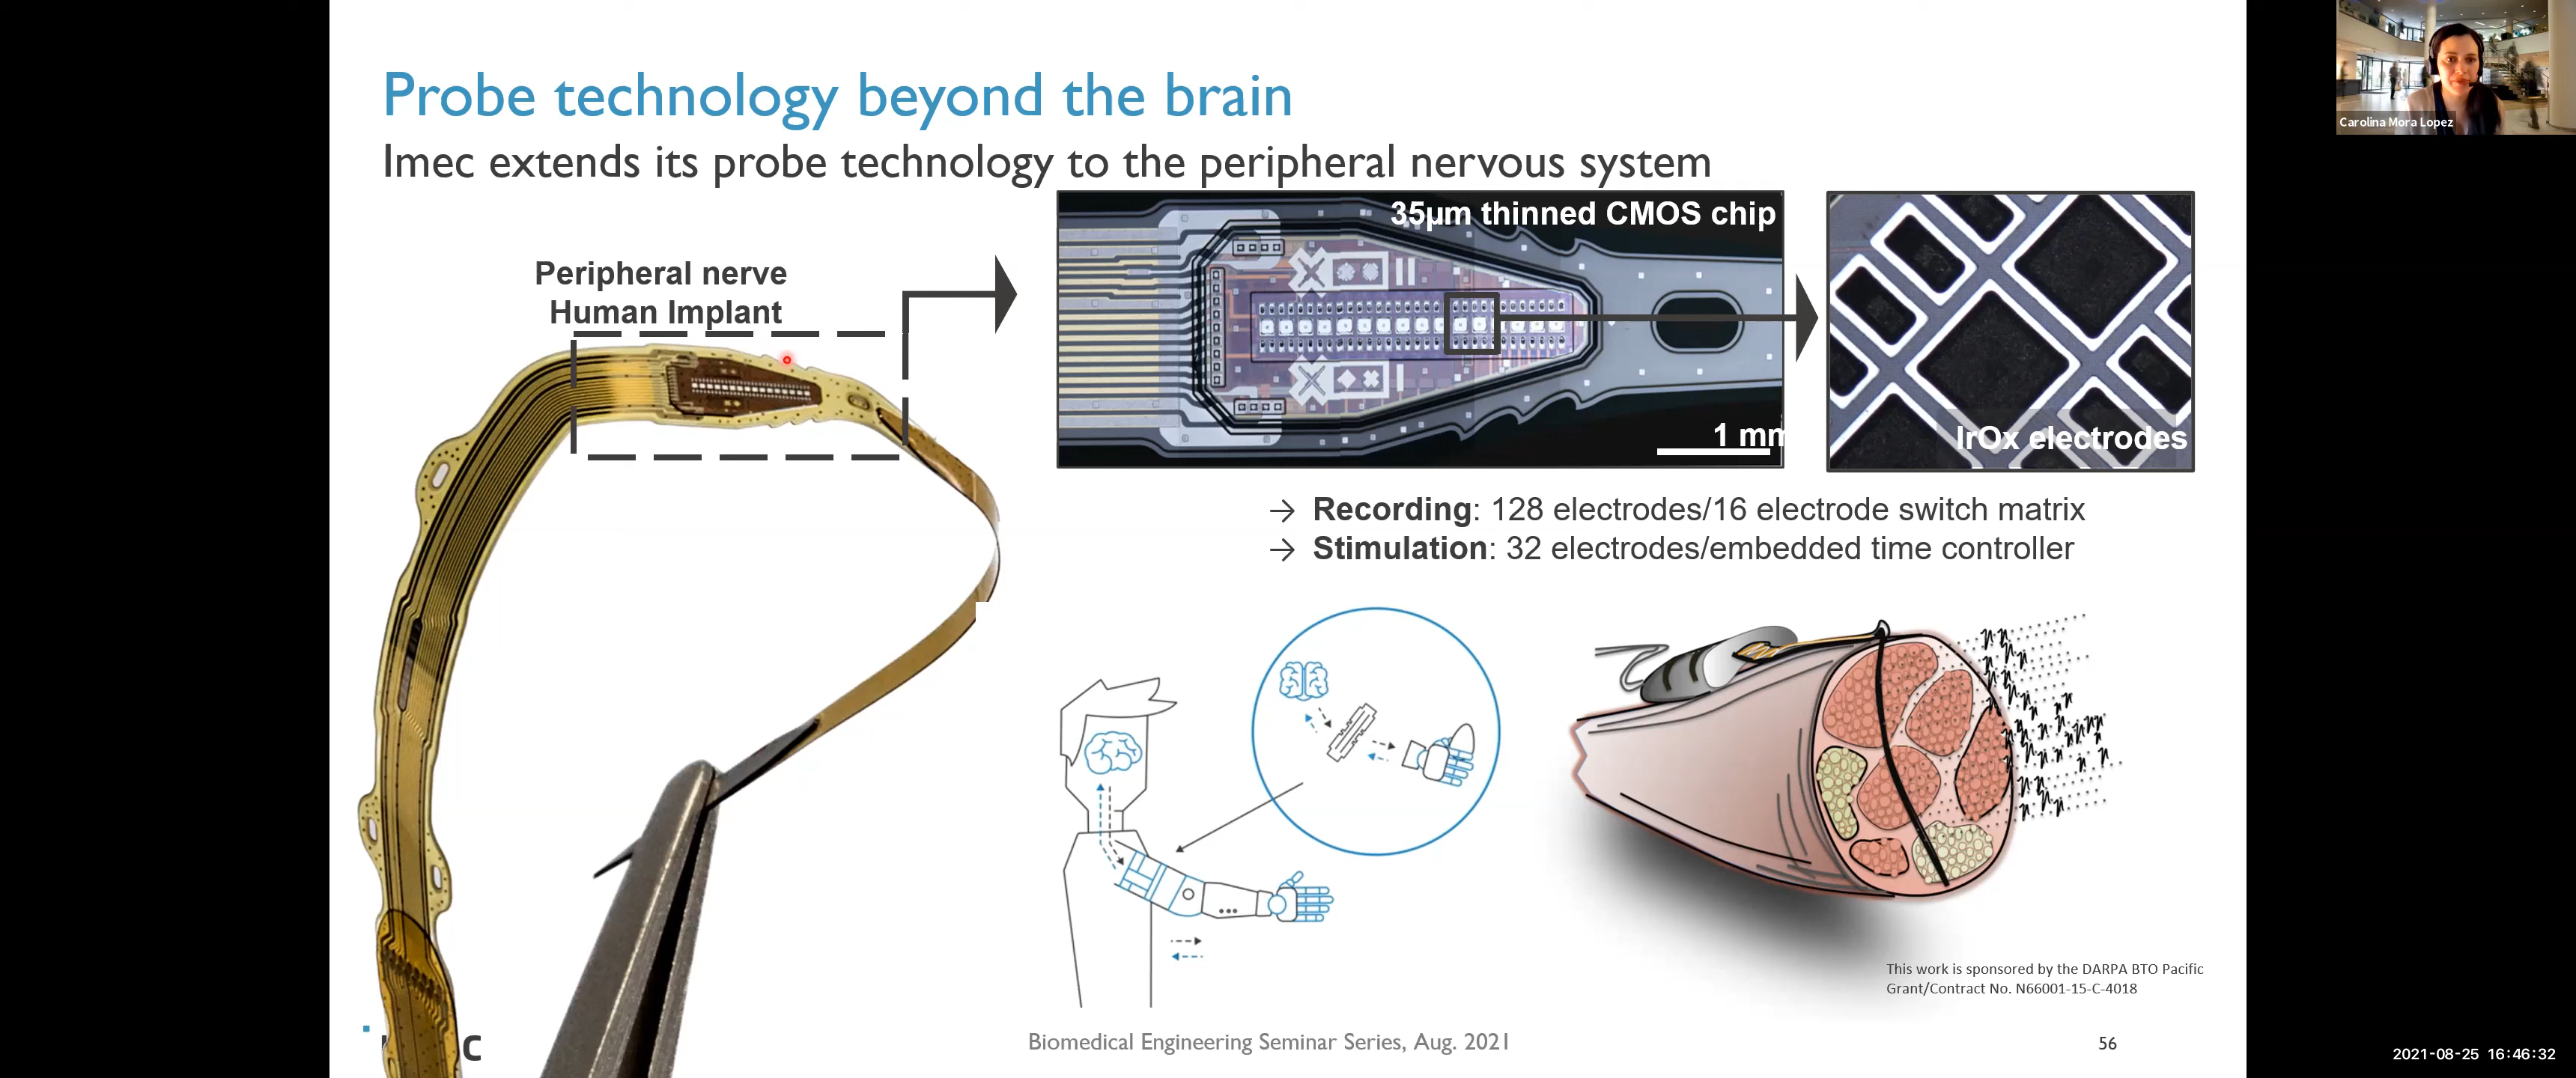 Probe technology beyond the brain
Imec extends its probe technology to the peripheral nervous system
Carolina Mora Lopez
Peripheral nerve
Human Implant
35µm thinned CMOS chip
1 mm
IrOx electrodes
→ Recording: 128 electrodes/16 electrode switch matrix
→ Stimulation: 32 electrodes/embedded time controller
This work is sponsored by the DARPA BTO Pacific
Grant/Contract No. N66001-15-C-4018
Biomedical Engineering Seminar Series, Aug. 2021
56
2021-08-25 16:46:32